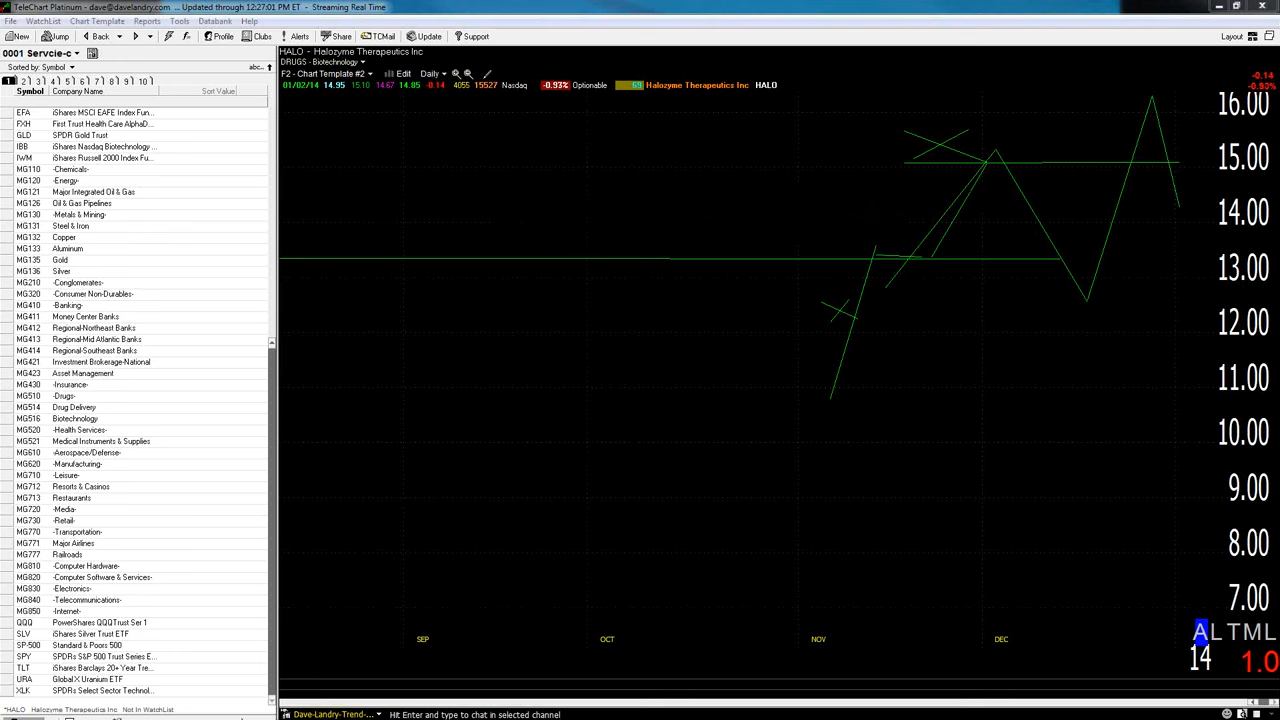 TeleChart Platinum - dave@davelandry.com ... Updated through 12:27:01 PM ET - Streaming Real Time
File WatchList Chart Template Reports Tools Databank Help
New Jump Back Profile Clubs Alerts Share TCMail Update Support Layout
0001 Servcie-c
HALO - Halozyme Therapeutics Inc
DRUGS - Biotechnology
Sorted by: Symbol abc...
F2 - Chart Template #2 Edit Daily
-0.14
1 2 3 4 5 6 7 8 9 10
01/02/14 14.95 15.10 14.67 14.85 -0.14 4055 15527 Nasdaq -0.93% Optionable 69 Halozyme Therapeutics Inc HALO
-0.93%
Symbol Company Name Sort Value
EFA iShares MSCI EAFE Index Fun...
FXH First Trust Health Care AlphaD...
GLD SPDR Gold Trust
IBB iShares Nasdaq Biotechnology ...
IWM iShares Russell 2000 Index Fu...
MG110 -Chemicals-
MG120 -Energy-
MG121 Major Integrated Oil & Gas
MG126 Oil & Gas Pipelines
MG130 -Metals & Mining-
MG131 Steel & Iron
MG132 Copper
MG133 Aluminum
MG135 Gold
MG136 Silver
MG210 -Conglomerates-
MG320 -Consumer Non-Durables-
MG410 -Banking-
MG411 Money Center Banks
MG412 Regional-Northeast Banks
MG413 Regional-Mid Atlantic Banks
MG414 Regional-Southeast Banks
MG421 Investment Brokerage-National
MG423 Asset Management
MG430 -Insurance-
MG510 -Drugs-
MG514 Drug Delivery
MG516 Biotechnology
MG520 -Health Services-
MG521 Medical Instruments & Supplies
MG610 -Aerospace/Defense-
MG620 -Manufacturing-
MG710 -Leisure-
MG712 Resorts & Casinos
MG713 Restaurants
MG720 -Media-
MG730 -Retail-
MG770 -Transportation-
MG771 Major Airlines
MG777 Railroads
MG810 -Computer Hardware-
MG820 -Computer Software & Services-
MG830 -Electronics-
MG840 -Telecommunications-
MG850 -Internet-
QQQ PowerShares QQQTrust Ser 1
SLV iShares Silver Trust ETF
SP-500 Standard & Poors 500
SPY SPDRs S&P 500 Trust Series E...
TLT iShares Barclays 20+ Year Tre...
URA Global X Uranium ETF
XLK SPDRs Select Sector Technol...
*HALO Halozyme Therapeutics Inc Not In WatchList
16.00
15.00
14.00
13.00
12.00
11.00
10.00
9.00
8.00
7.00
SEP OCT NOV DEC
A L T M L
14 1.0
Dave-Landry-Trend-... Hit Enter and type to chat in selected channel